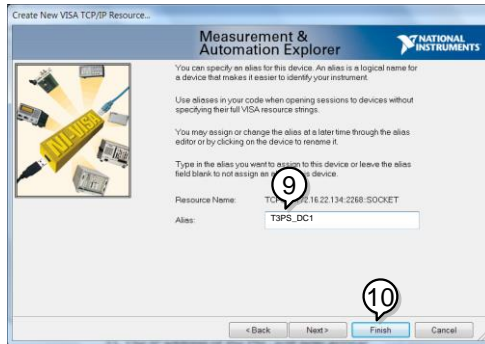 Create New VISA TCP/IP Resource...
Measurement &
Automation Explorer
NATIONAL
INSTRUMENTS
NI-VISA
You can specify an alias for this device. An alias is a logical name for
a device that makes it easier to identify your instrument.
Use aliases in your code when opening sessions to devices without
specifying their full VISA resource strings.
You may assign or change the alias at a later time through the alias
editor or by clicking on the device to rename it.
Type in the alias you want to assign to this device or leave the alias
field blank to not assign an device.
9
Resource Name: 2.16.22.134::2268::SOCKET
Alias: T3PS_DC1
10
< Back Next > Finish Cancel